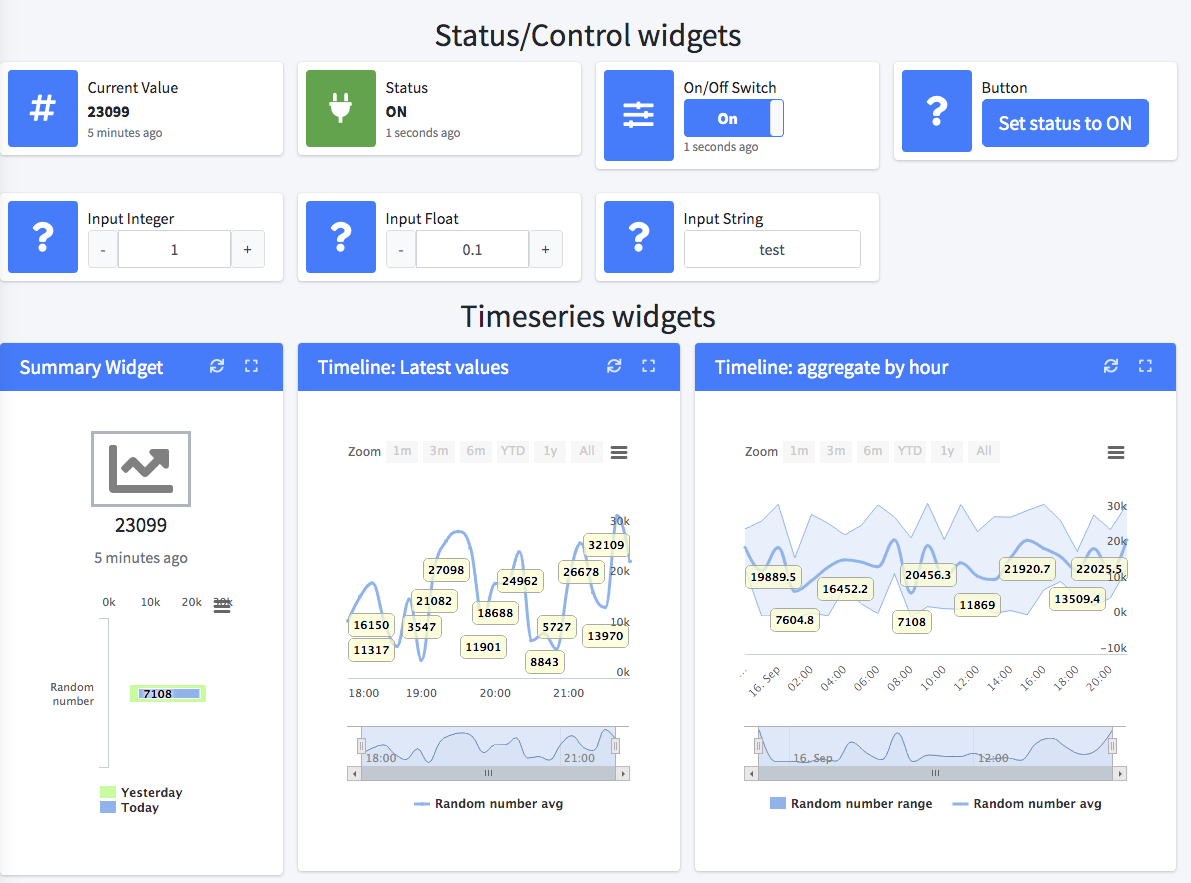 Status/Control widgets
Current Value
23099
5 minutes ago
Status
ON
1 seconds ago
On/Off Switch
On
1 seconds ago
Button
Set status to ON
Input Integer
- 1 +
Input Float
- 0.1 +
Input String
test
Timeseries widgets
Summary Widget
23099
5 minutes ago
0k 10k 20k 30k
Random
number
7108
Yesterday
Today
Timeline: Latest values
Zoom 1m 3m 6m YTD 1y All
30k
32109
27098
24962
26678
20k
21082
18688
16150
3547
5727
10k
13970
11317
11901
8843
0k
18:00 19:00 20:00 21:00
18:00 21:00
Random number avg
Timeline: aggregate by hour
Zoom 1m 3m 6m YTD 1y All
30k
20k
19889.5
20456.3
21920.7
22025.5
10k
16452.2
11869
13509.4
7604.8
7108
0k
−10k
... 16. Sep 02:00 04:00 06:00 08:00 10:00 12:00 14:00 16:00 18:00 20:00
16. Sep 12:00
Random number range Random number avg